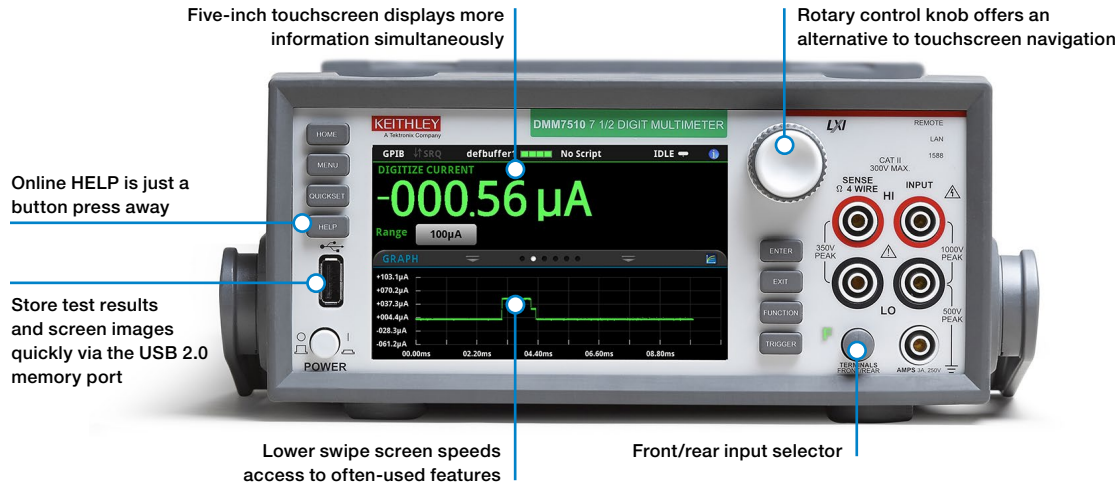 Five-inch touchscreen displays more
information simultaneously
Rotary control knob offers an
alternative to touchscreen navigation
Online HELP is just a
button press away
Store test results
and screen images
quickly via the USB 2.0
memory port
HOME
MENU
QUICKSET
HELP
POWER
KEITHLEY
A Tektronix Company
DMM7510 7 1/2 DIGIT MULTIMETER
GPIB ↓↑SRQ defbuffer1 No Script IDLE
DIGITIZE CURRENT
-000.56 µA
Range 100µA
GRAPH
+103.1µA
+070.2µA
+037.3µA
+004.4µA
-028.3µA
-061.2µA
00.00ms 02.20ms 04.40ms 06.60ms 08.80ms
ENTER
EXIT
FUNCTION
TRIGGER
LXI
REMOTE
LAN
1588
CAT II
300V MAX.
SENSE
Ω 4 WIRE
INPUT
HI
350V
PEAK
1000V
PEAK
LO
500V
PEAK
F
TERMINALS
FRONT/REAR
AMPS 3A, 250V
Lower swipe screen speeds
access to often-used features
Front/rear input selector